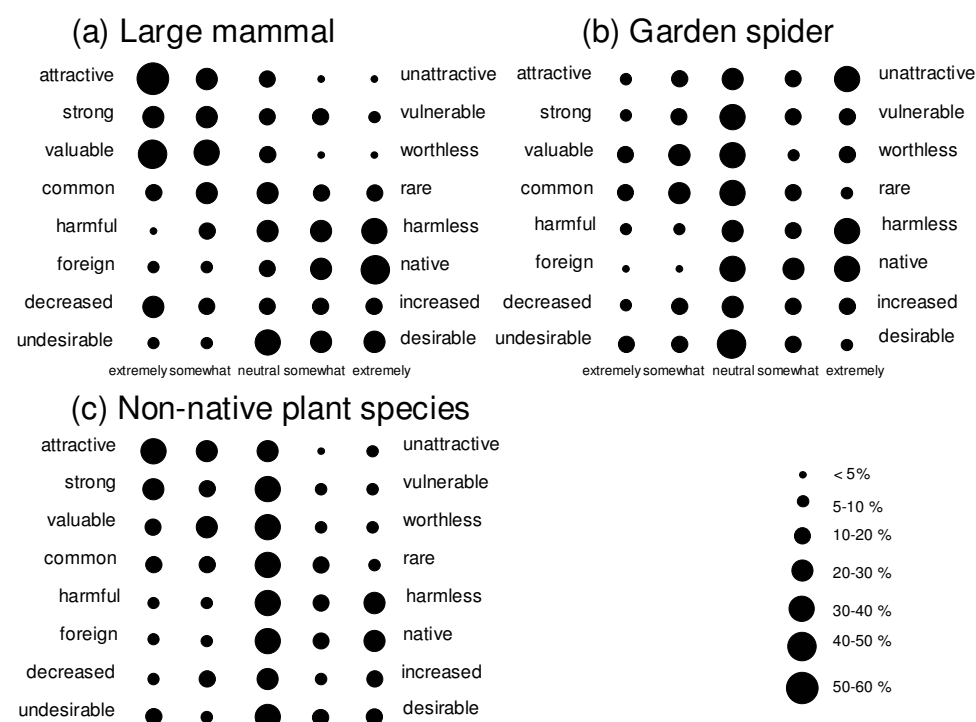 (a) Large mammal
attractive unattractive
strong vulnerable
valuable worthless
common rare
harmful harmless
foreign native
decreased increased
undesirable desirable
extremely somewhat neutral somewhat extremely
(b) Garden spider
attractive unattractive
strong vulnerable
valuable worthless
common rare
harmful harmless
foreign native
decreased increased
undesirable desirable
extremely somewhat neutral somewhat extremely
(c) Non-native plant species
attractive unattractive
strong vulnerable
valuable worthless
common rare
harmful harmless
foreign native
decreased increased
undesirable desirable
< 5%
5-10 %
10-20 %
20-30 %
30-40 %
40-50 %
50-60 %